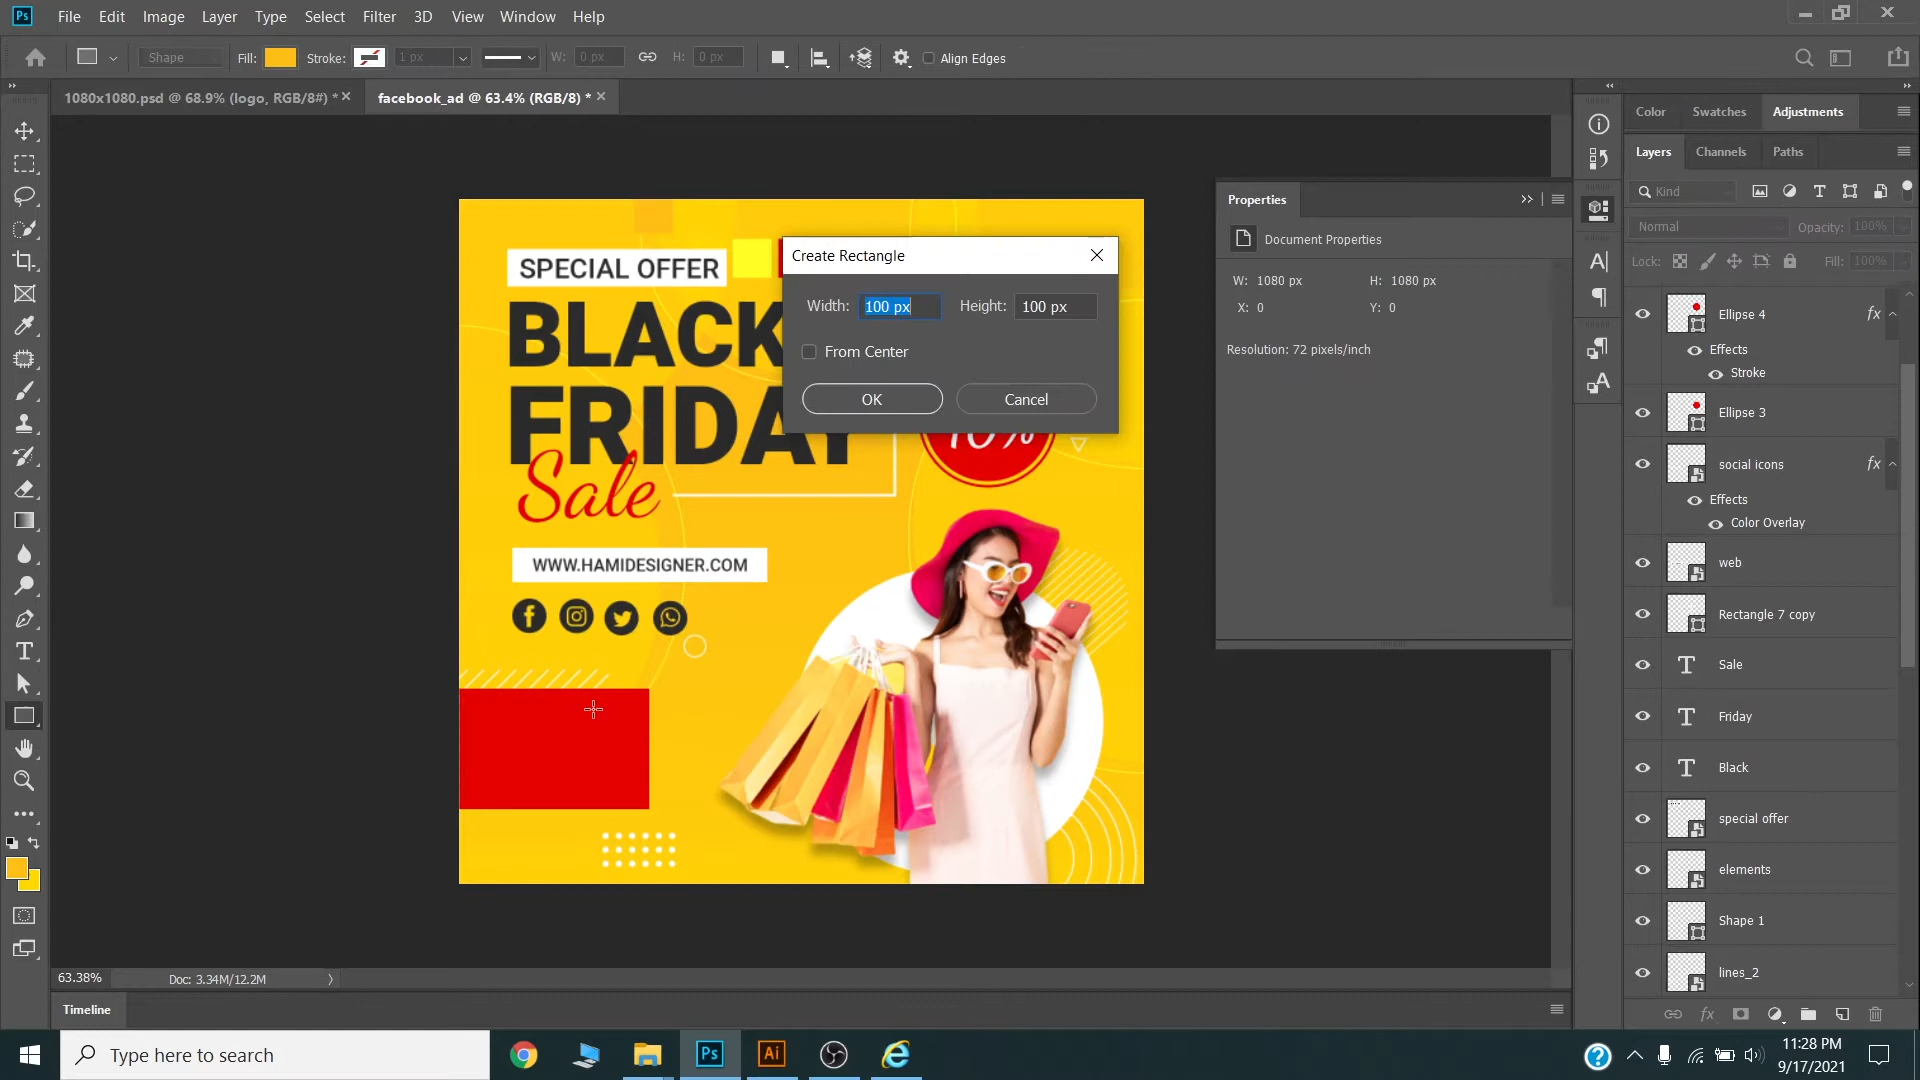 Ps File Edit Image Layer Type Select Filter 3D View Window Help
Shape Fill: Stroke: 1 px W: 0 px H: 0 px Align Edges
1080x1080.psd @ 68.9% (logo, RGB/8#) * facebook_ad @ 63.4% (RGB/8) *
SPECIAL OFFER
BLACK
FRIDAY
Sale
WWW.HAMIDESIGNER.COM
10%
Create Rectangle
Width: 100 px Height: 100 px
From Center
OK Cancel
Properties
Document Properties
W: 1080 px H: 1080 px
X: 0 Y: 0
Resolution: 72 pixels/inch
Color Swatches Adjustments
Layers Channels Paths
Kind
Normal Opacity: 100%
Lock: Fill: 100%
Ellipse 4 fx
Effects
Stroke
Ellipse 3
social icons fx
Effects
Color Overlay
web
Rectangle 7 copy
Sale
Friday
Black
special offer
elements
Shape 1
lines_2
fx
63.38% Doc: 3.34M/12.2M
Timeline
Type here to search
Ps Ai
11:28 PM
9/17/2021